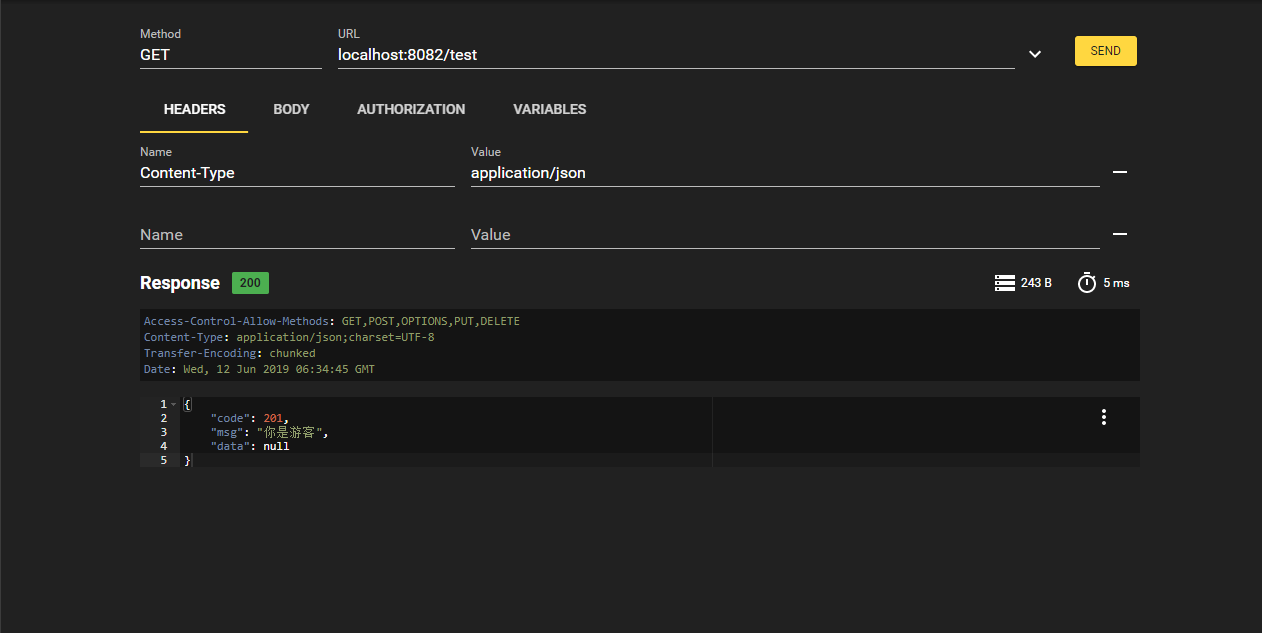 Method URL
GET localhost:8082/test SEND
HEADERS BODY AUTHORIZATION VARIABLES
Name Value
Content-Type application/json
Name Value
Response 200 243 B 5 ms
Access-Control-Allow-Methods: GET,POST,OPTIONS,PUT,DELETE
Content-Type: application/json;charset=UTF-8
Transfer-Encoding: chunked
Date: Wed, 12 Jun 2019 06:34:45 GMT
1 {
2 "code": 201,
3 "msg": "你是游客",
4 "data": null
5 }